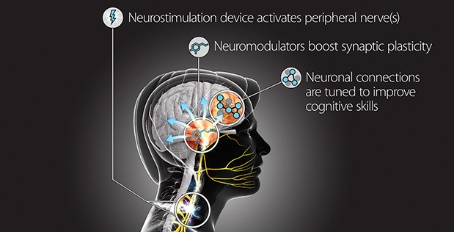 Neurostimulation device activates peripheral nerve(s)
Neuromodulators boost synaptic plasticity
Neuronal connections
are tuned to improve
cognitive skills